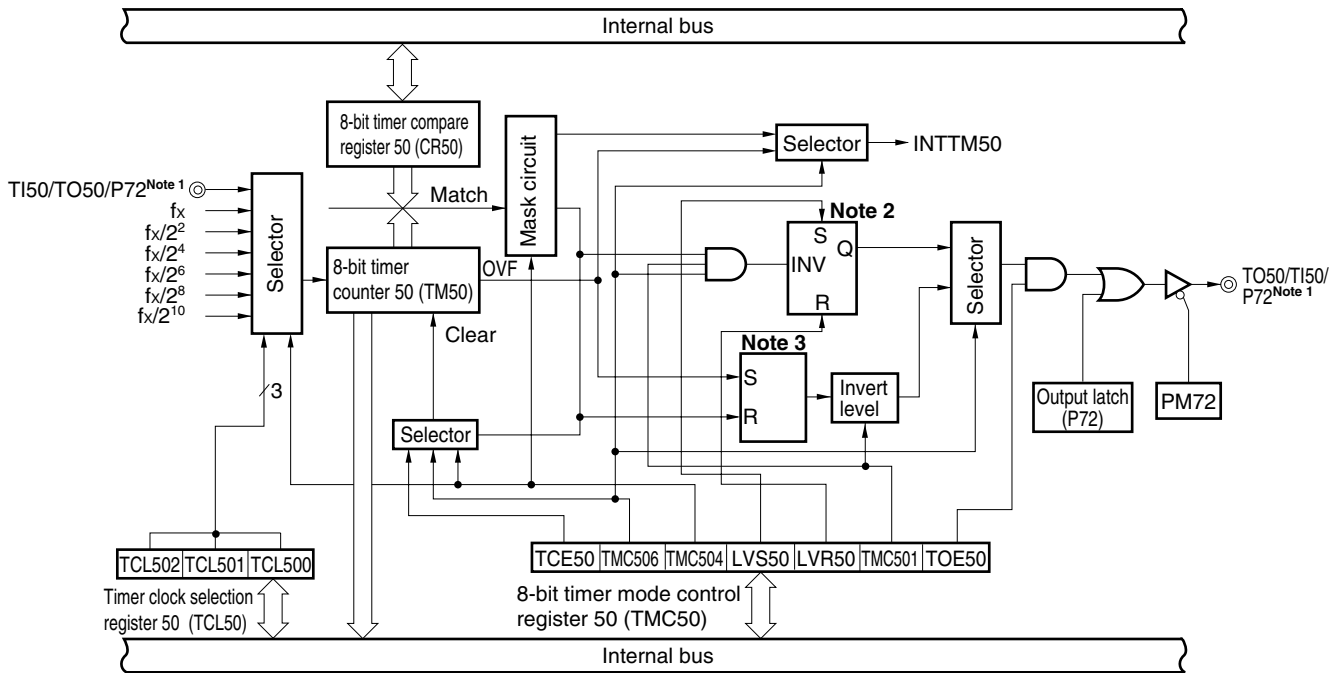 Internal bus
8-bit timer compare
register 50 (CR50)
Mask circuit
Selector
INTTM50
TI50/TO50/P72Note 1
fX
fX/2²
fX/2⁴
fX/2⁶
fX/2⁸
fX/2¹⁰
Selector
Match
8-bit timer
counter 50 (TM50)
OVF
Clear
Note 2
S
Q
INV
R
Selector
TO50/TI50/
P72Note 1
Note 3
S
R
Invert
level
Output latch
(P72)
PM72
3
Selector
TCL502 TCL501 TCL500
Timer clock selection
register 50 (TCL50)
TCE50 TMC506 TMC504 LVS50 LVR50 TMC501 TOE50
8-bit timer mode control
register 50 (TMC50)
Internal bus